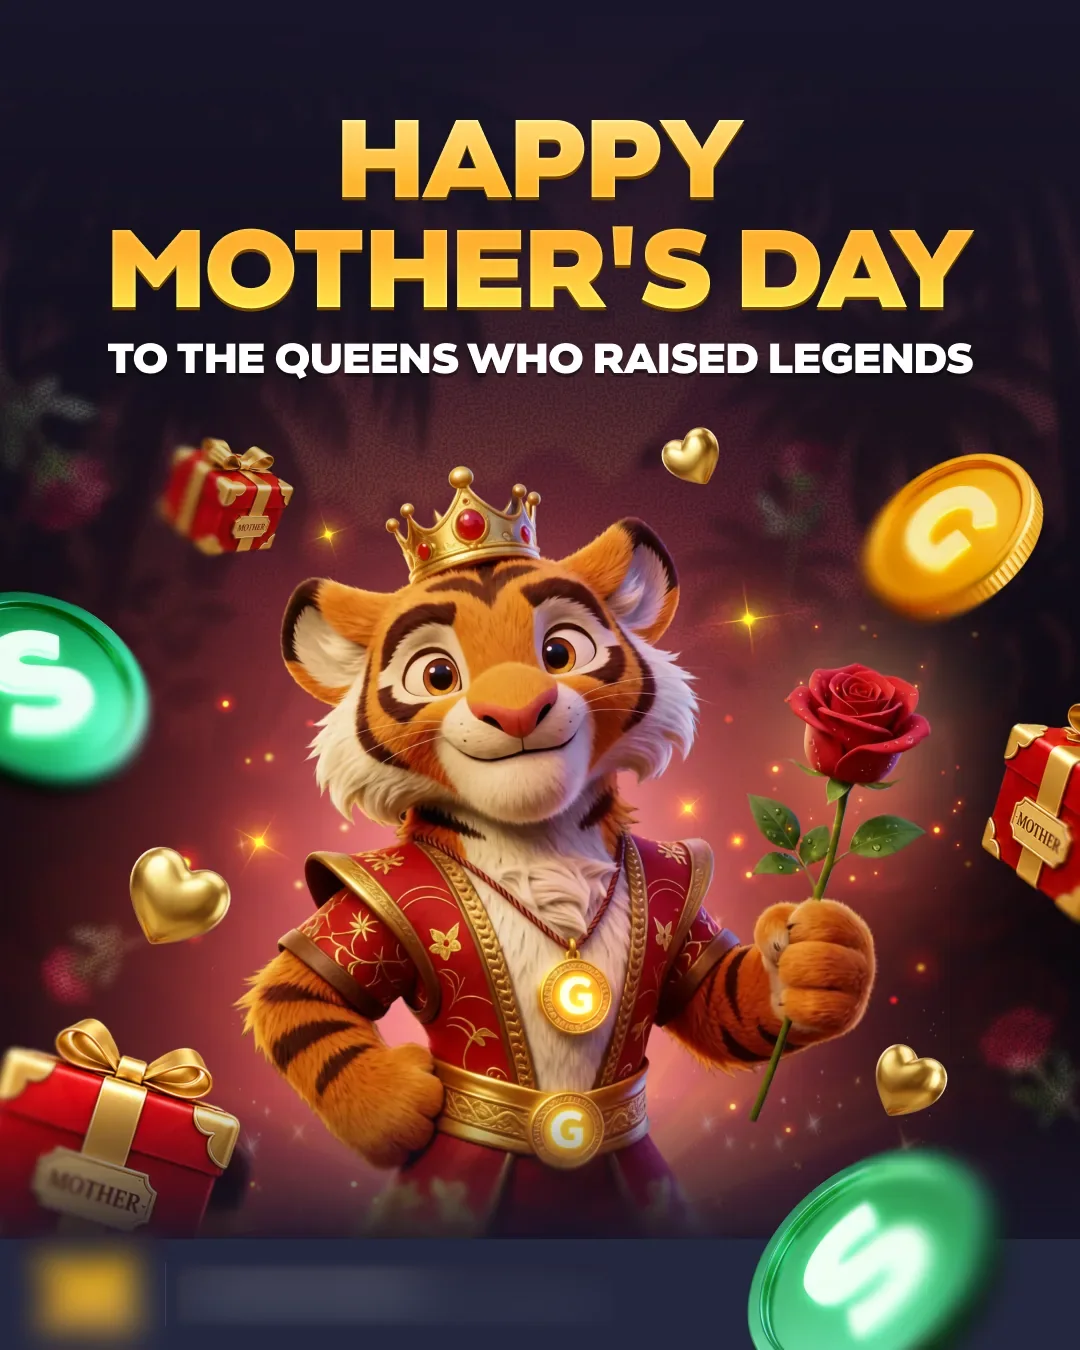 HAPPY
MOTHER'S DAY
TO THE QUEENS WHO RAISED LEGENDS
MOTHER
G
S
MOTHER
G
G
MOTHER
S